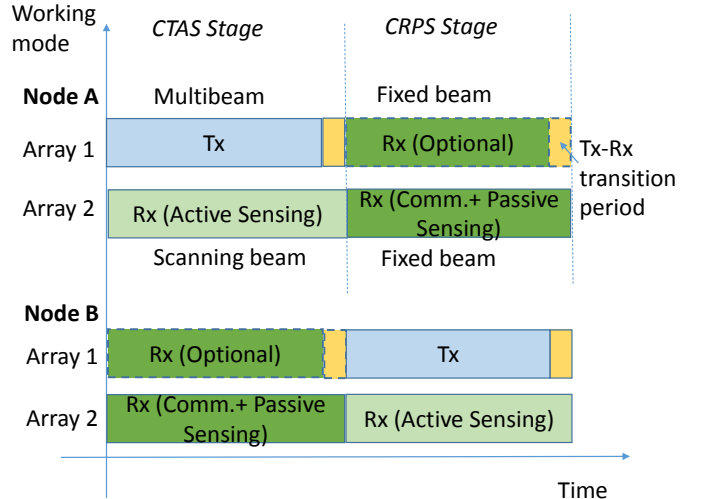 Working
mode
CTAS Stage
CRPS Stage
Node A
Multibeam
Fixed beam
Array 1
Tx
Rx (Optional)
Tx-Rx
transition
period
Array 2
Rx (Active Sensing)
Rx (Comm.+ Passive
Sensing)
Scanning beam
Fixed beam
Node B
Array 1
Rx (Optional)
Tx
Array 2
Rx (Comm.+ Passive
Sensing)
Rx (Active Sensing)
Time